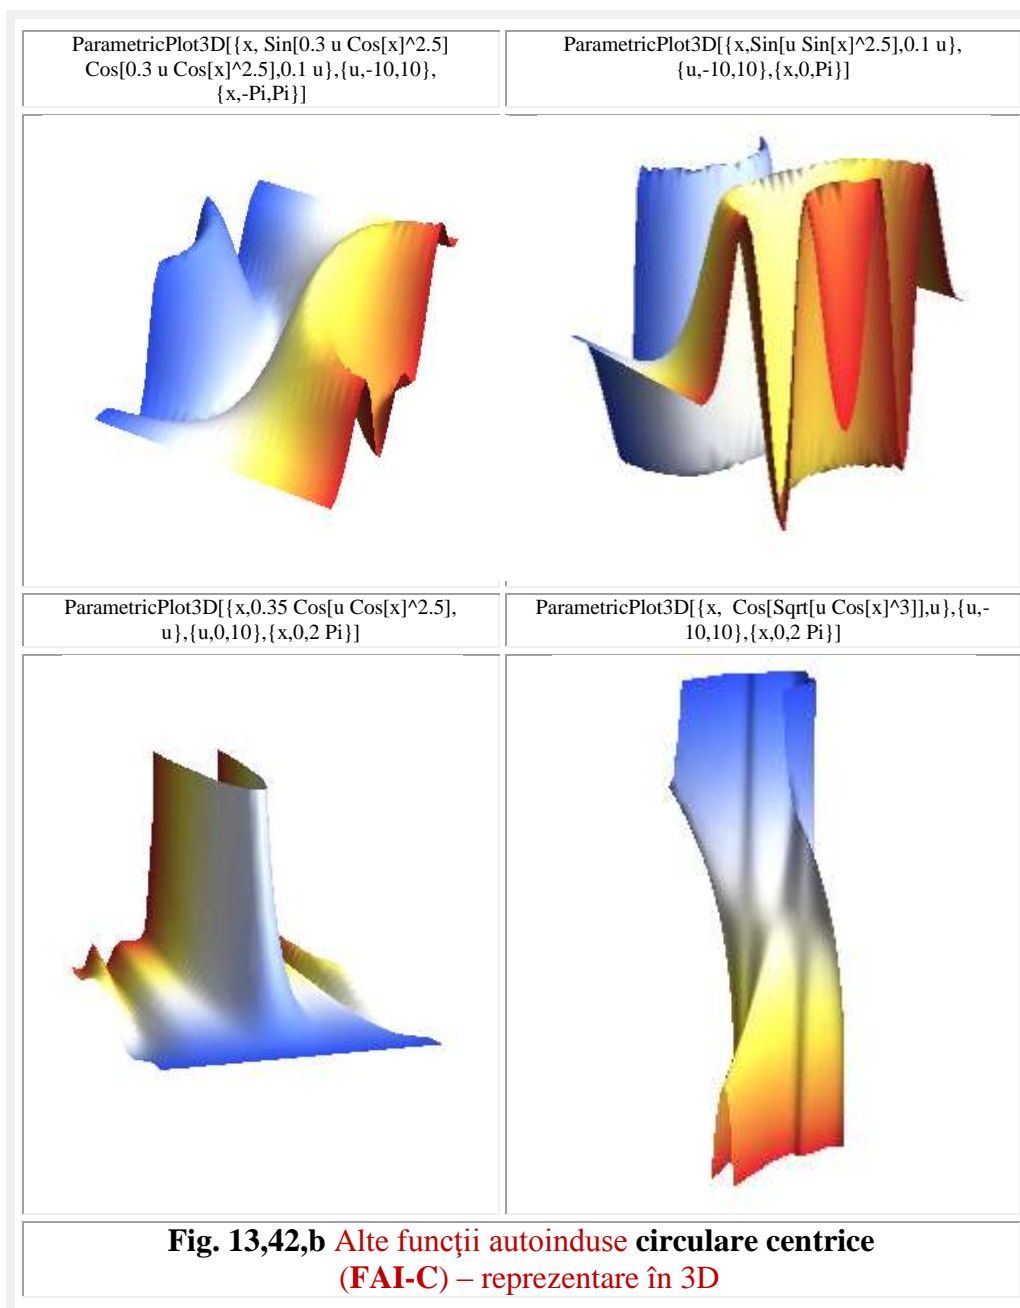 ParametricPlot3D[{x, Sin[0.3 u Cos[x]^2.5]
Cos[0.3 u Cos[x]^2.5],0.1 u},{u,-10,10},
{x,-Pi,Pi}]
ParametricPlot3D[{x,Sin[u Sin[x]^2.5],0.1 u},
{u,-10,10},{x,0,Pi}]
ParametricPlot3D[{x,0.35 Cos[u Cos[x]^2.5],
u},{u,0,10},{x,0,2 Pi}]
ParametricPlot3D[{x, Cos[Sqrt[u Cos[x]^3]],u},{u,-
10,10},{x,0,2 Pi}]
Fig. 13,42,b Alte funcţii autoinduse circulare centrice
(FAI-C) – reprezentare în 3D